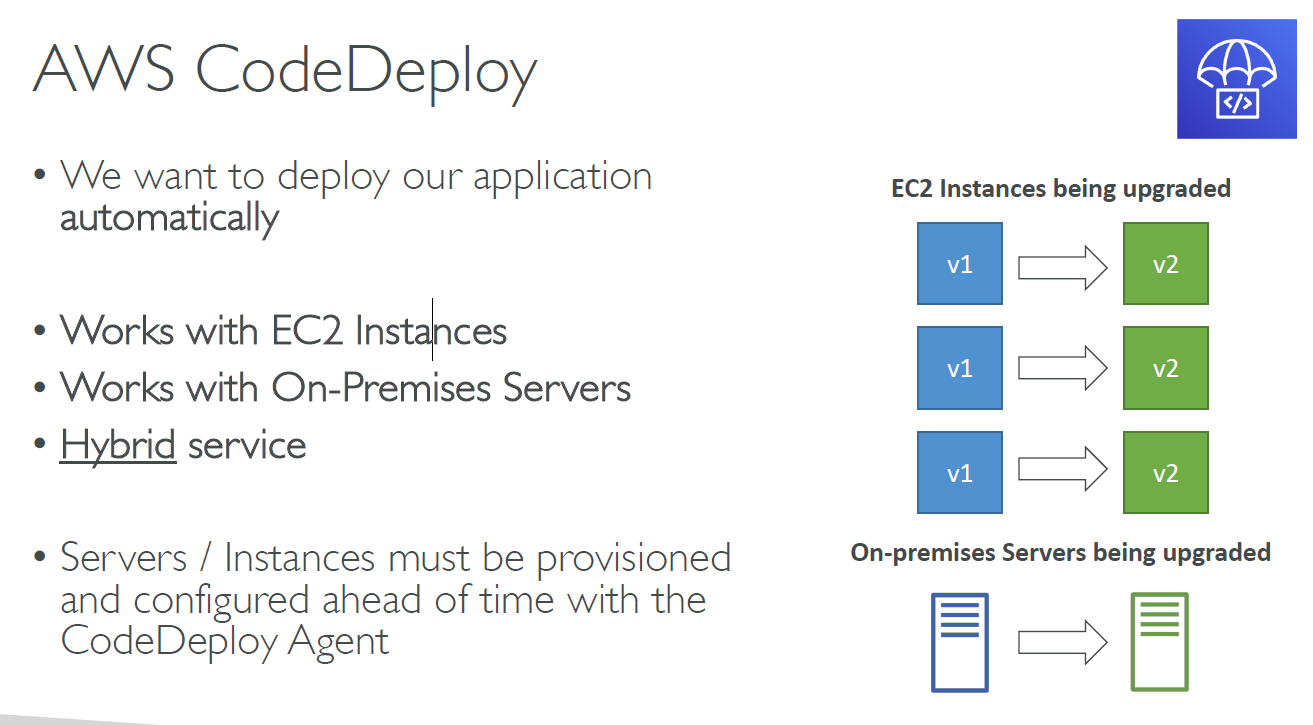 AWS CodeDeploy
</>
• We want to deploy our application
automatically
• Works with EC2 Instances
• Works with On-Premises Servers
• Hybrid service
• Servers / Instances must be provisioned
and configured ahead of time with the
CodeDeploy Agent
EC2 Instances being upgraded
v1
v2
v1
v2
v1
v2
On-premises Servers being upgraded